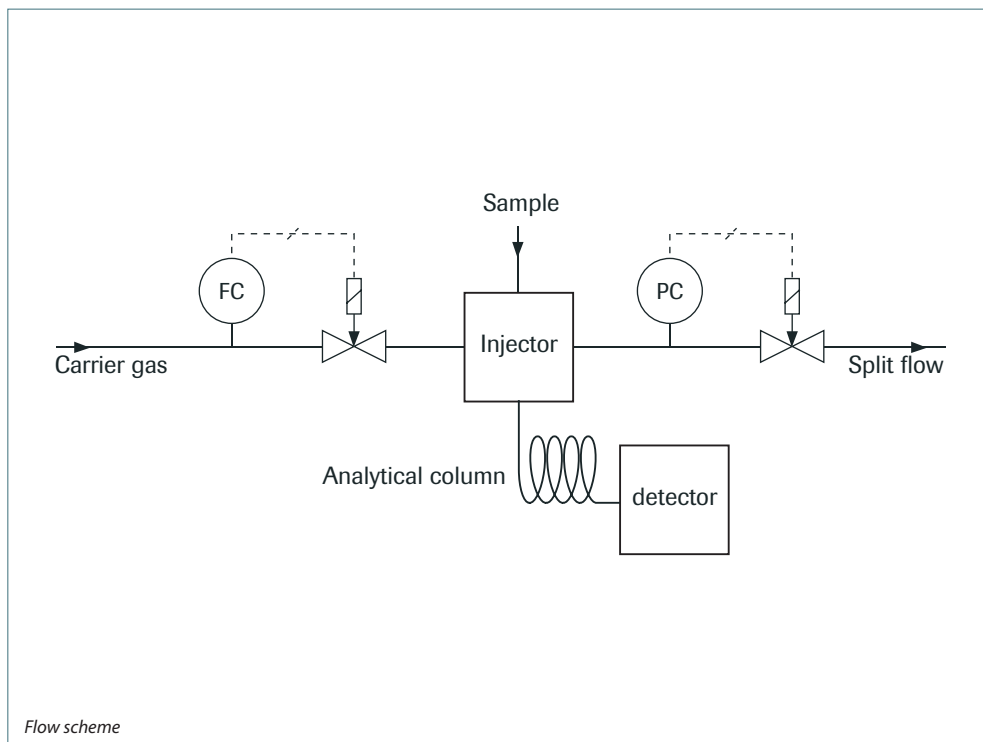 Sample
FC
PC
Injector
Carrier gas
Split flow
Analytical column
detector
Flow scheme